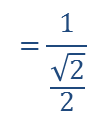 = 1 / (√2 / 2)